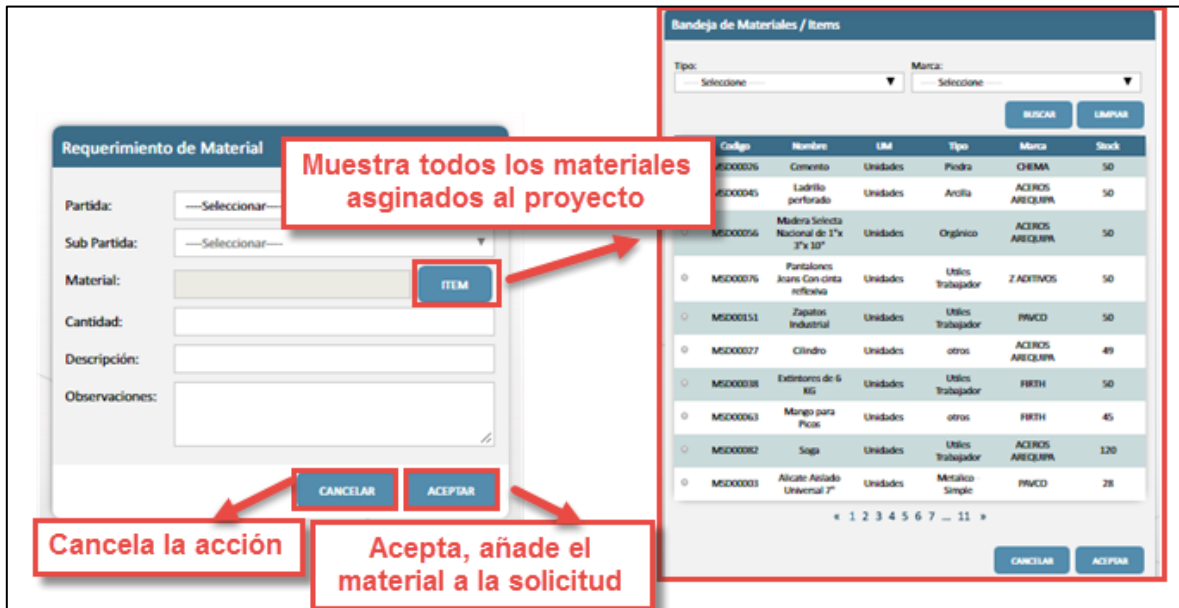 Requerimiento de Material
Partida:
----Seleccionar----
Sub Partida:
----Seleccionar----
Material:
ITEM
Cantidad:
Descripción:
Observaciones:
CANCELAR
ACEPTAR
Muestra todos los materiales
asginados al proyecto
Cancela la acción
Acepta, añade el
material a la solicitud
Bandeja de Materiales / Items
Tipo:
Marca:
---- Seleccione ----
---- Seleccione ----
BUSCAR
LIMPIAR
Codigo Nombre UM Tipo Marca Stock
MSD00026 Cemento Unidades Piedra CHEMA 50
MSD00045 Ladrillo perforado Unidades Arcilla ACEROS AREQUIPA 50
MSD00056 Madera Selecta Nacional de 1"x 3"x 10" Unidades Orgánico ACEROS AREQUIPA 50
MSD00076 Pantalones Jeans Con cinta reflexiva Unidades Utiles Trabajador Z ADITIVOS 50
MSD00151 Zapatos Industrial Unidades Utiles Trabajador PAVCO 50
MSD00027 Cilindro Unidades otros ACEROS AREQUIPA 49
MSD00038 Extintores de 6 KG Unidades Utiles Trabajador FIRTH 50
MSD00063 Mango para Picos Unidades otros FIRTH 45
MSD00082 Soga Unidades Utiles Trabajador ACEROS AREQUIPA 120
MSD00003 Alicate Aislado Universal 7" Unidades Metalico Simple PAVCO 28
« 1 2 3 4 5 6 7 ... 11 »
CANCELAR
ACEPTAR